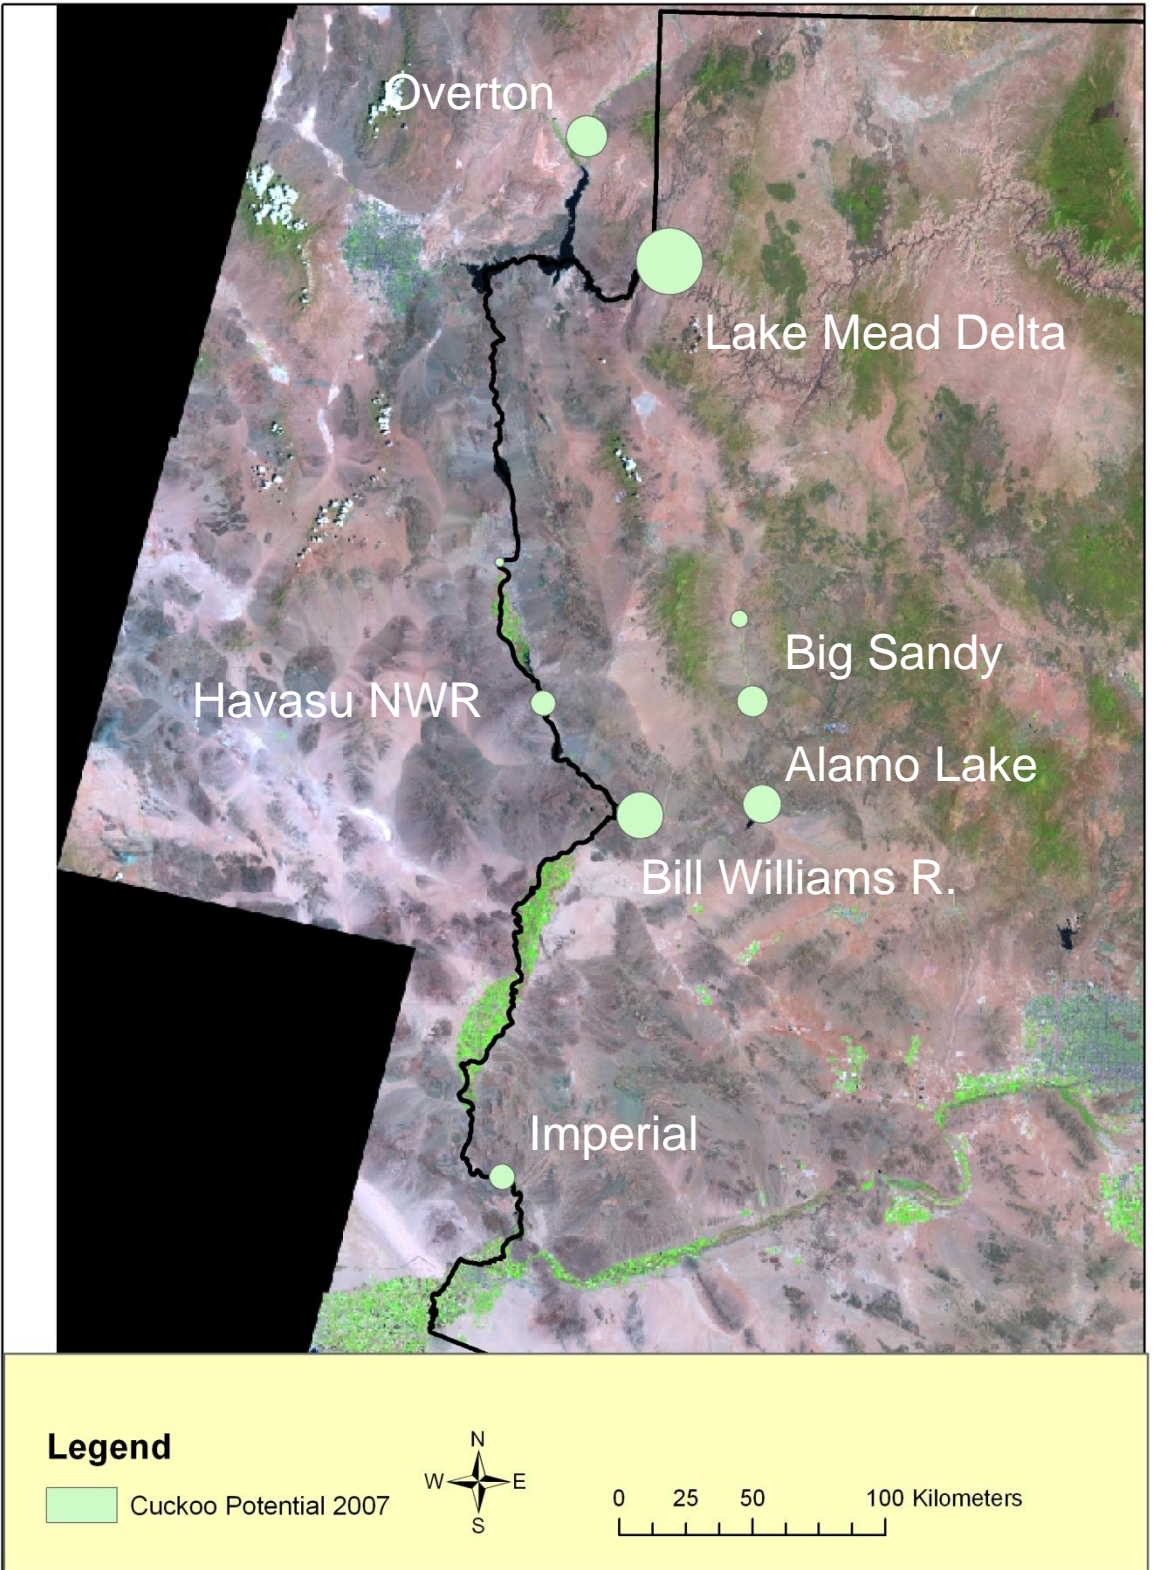 Overton
Lake Mead Delta
Big Sandy
Havasu NWR
Alamo Lake
Bill Williams R.
Imperial
Legend
Cuckoo Potential 2007
N
W E
S
0 25 50 100 Kilometers